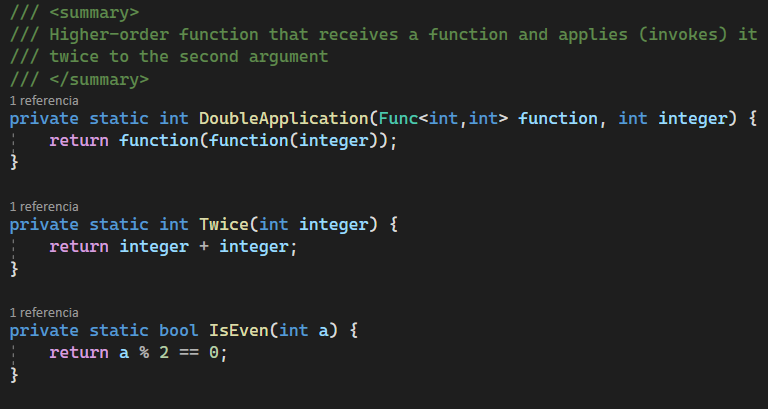 /// <summary>
/// Higher-order function that receives a function and applies (invokes) it
/// twice to the second argument
/// </summary>
1 referencia
private static int DoubleApplication(Func<int,int> function, int integer) {
    return function(function(integer));
}
1 referencia
private static int Twice(int integer) {
    return integer + integer;
}
1 referencia
private static bool IsEven(int a) {
    return a % 2 == 0;
}